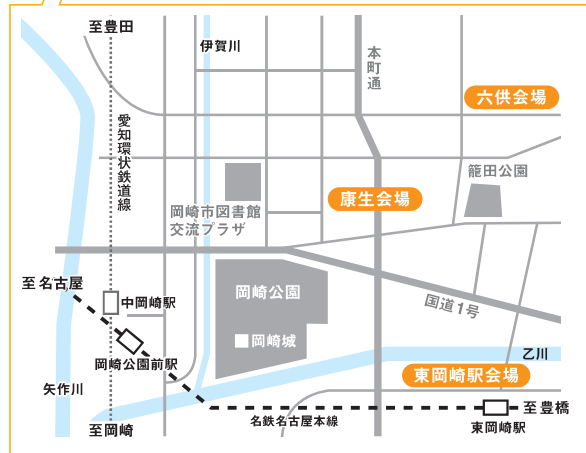 至豊田
伊賀川
本町通
六供会場
愛知環状鉄道線
籠田公園
康生会場
岡崎市図書館
交流プラザ
至名古屋
岡崎公園
中岡崎駅
国道1号
岡崎城
岡崎公園前駅
乙川
東岡崎駅会場
矢作川
至岡崎
名鉄名古屋本線
至豊橋
東岡崎駅